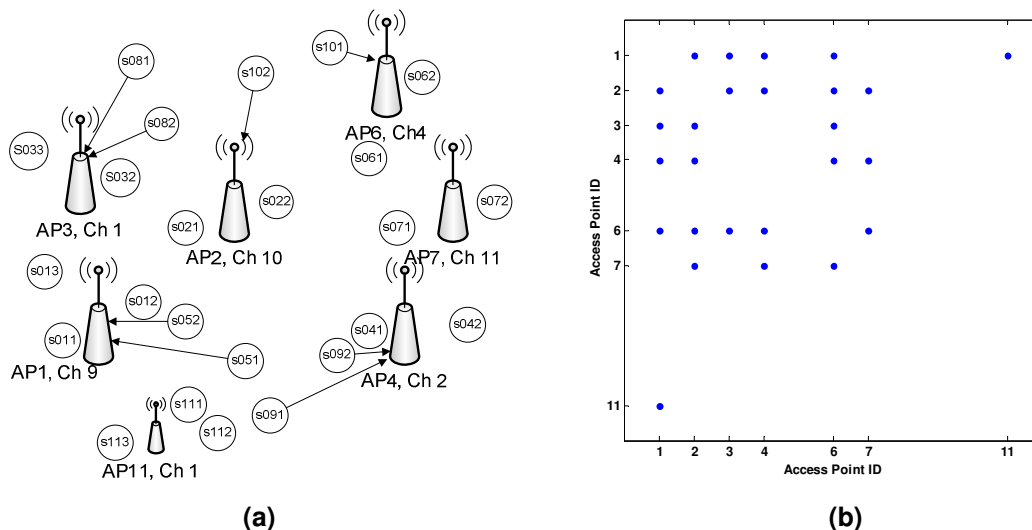 s101
s081
s102
s062
s082
AP6, Ch4
S033
s061
S032
s022
s072
s021
s071
AP3, Ch 1
AP2, Ch 10
AP7, Ch 11
s013
s012
s052
s042
s041
s011
s092
s051
AP1, Ch 9
AP4, Ch 2
s111
s091
s112
s113
AP11, Ch 1
(a)
1
2
3
4
6
7
11
Access Point ID
1 2 3 4 6 7 11
Access Point ID
(b)